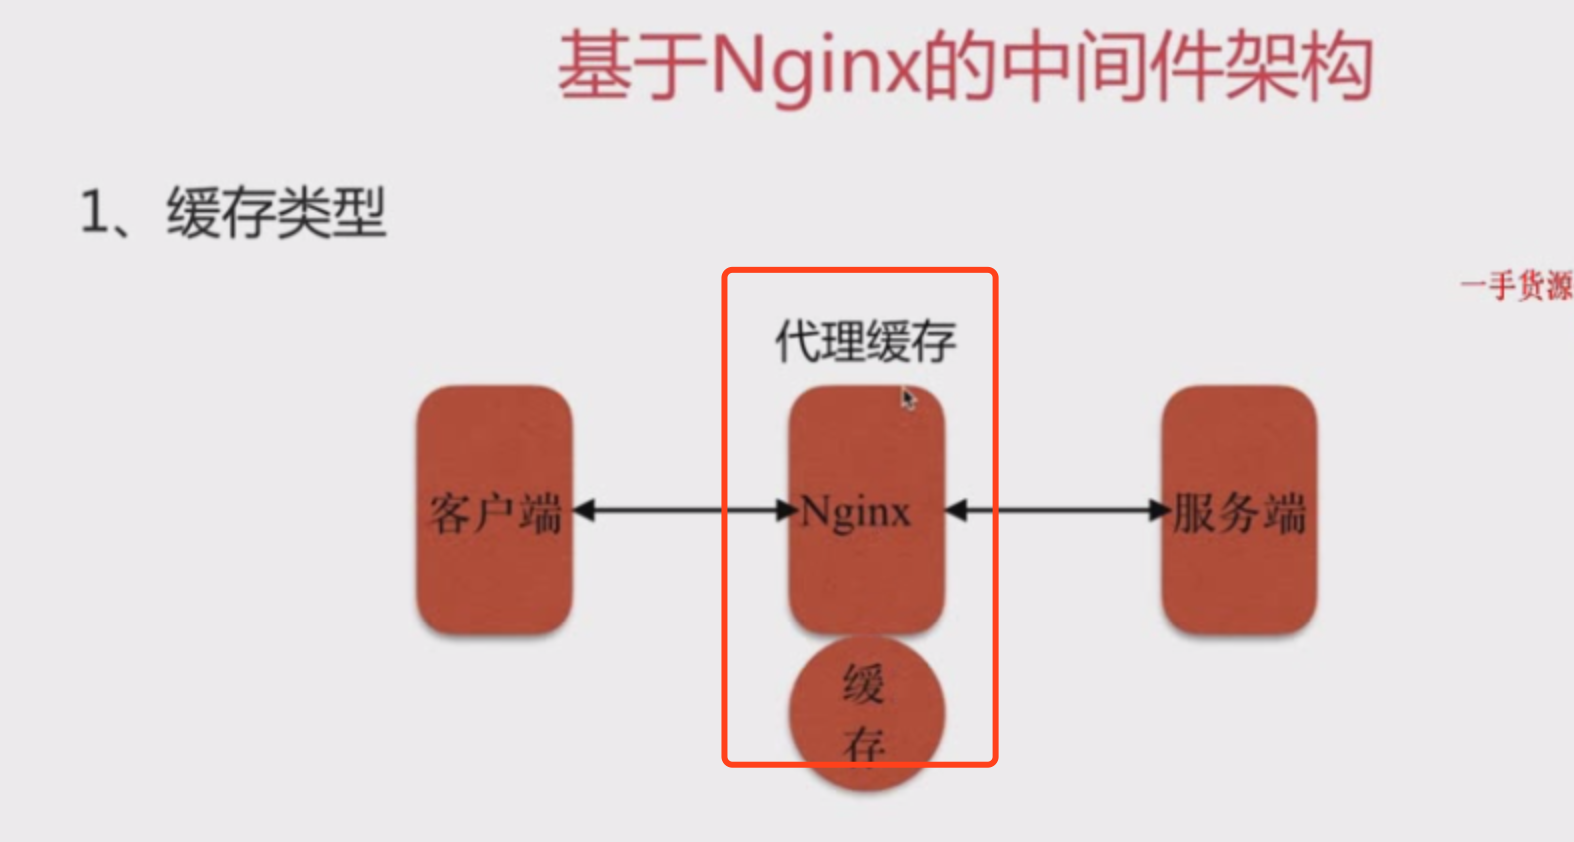 基于Nginx的中间件架构
1、缓存类型
一手货源
代理缓存
客户端
Nginx
服务端
缓
存